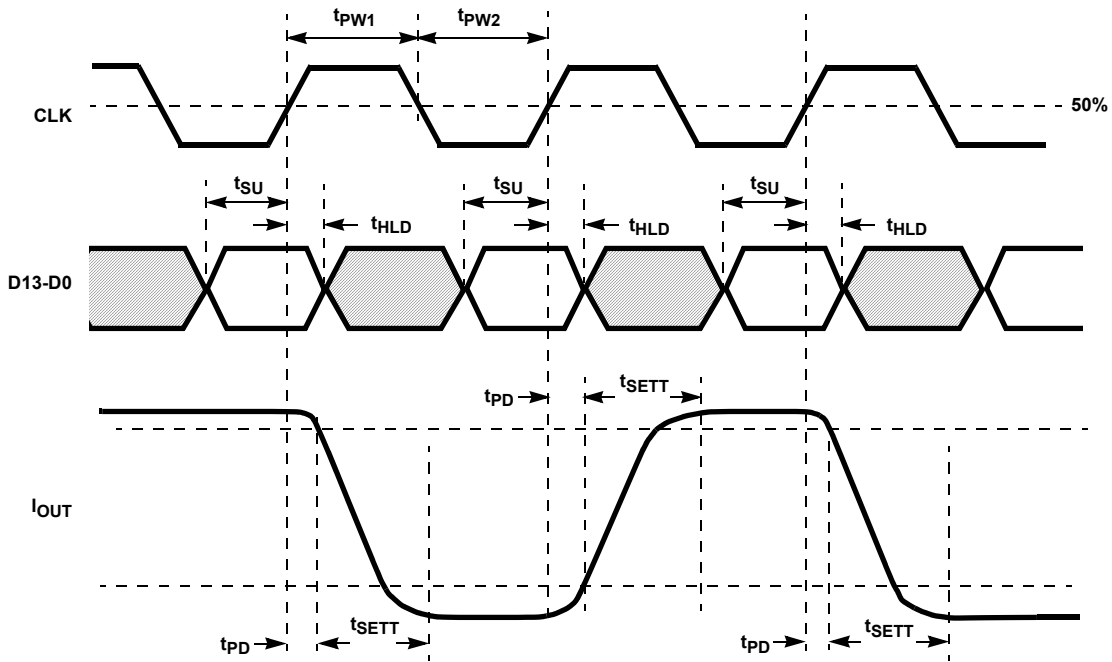 tPW1 tPW2
CLK
50%
tSU tSU tSU
tHLD tHLD tHLD
D13-D0
tPD tSETT
IOUT
tPD tSETT tPD tSETT